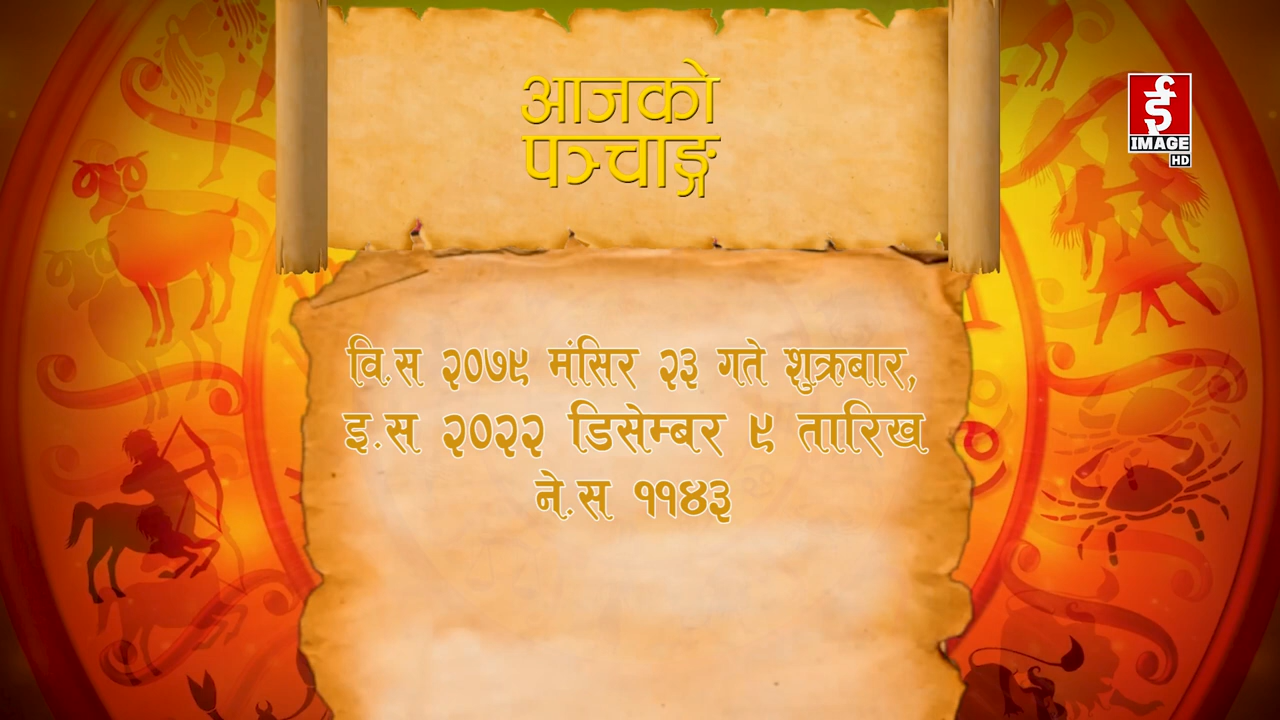 आजको
पञ्चाङ्ग
ई
IMAGE
HD
वि.स २०७९ मंसिर २३ गते शुक्रबार,
इ.स २०२२ डिसेम्बर ९ तारिख
ने.स ११४३